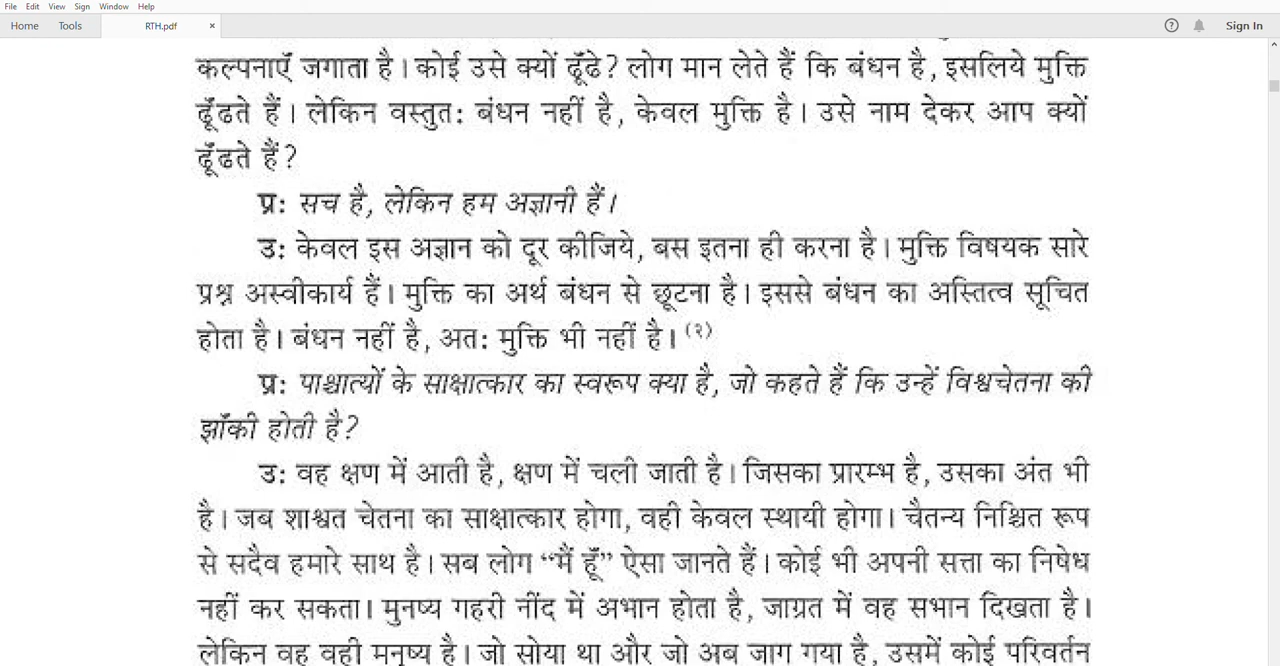 File Edit View Sign Window Help
Home Tools RTH.pdf × ? Sign In
कल्पनाएँ जगाता है। कोई उसे क्यों ढूँढे? लोग मान लेते हैं कि बंधन है, इसलिये मुक्ति
ढूँढते हैं। लेकिन वस्तुत: बंधन नहीं है, केवल मुक्ति है। उसे नाम देकर आप क्यों
ढूँढते हैं?
प्र: सच है, लेकिन हम अज्ञानी हैं।
उ: केवल इस अज्ञान को दूर कीजिये, बस इतना ही करना है। मुक्ति विषयक सारे
प्रश्न अस्वीकार्य हैं। मुक्ति का अर्थ बंधन से छूटना है। इससे बंधन का अस्तित्व सूचित
होता है। बंधन नहीं है, अत: मुक्ति भी नहीं है। (२)
प्र: पाश्चात्यों के साक्षात्कार का स्वरूप क्या है, जो कहते हैं कि उन्हें विश्वचेतना की
झाँकी होती है?
उ: वह क्षण में आती है, क्षण में चली जाती है। जिसका प्रारम्भ है, उसका अंत भी
है। जब शाश्वत चेतना का साक्षात्कार होगा, वही केवल स्थायी होगा। चैतन्य निश्चित रूप
से सदैव हमारे साथ है। सब लोग “मैं हूँ” ऐसा जानते हैं। कोई भी अपनी सत्ता का निषेध
नहीं कर सकता। मुनष्य गहरी नींद में अभान होता है, जाग्रत में वह सभान दिखता है।
लेकिन वह वही मनुष्य है। जो सोया था और जो अब जाग गया है, उसमें कोई परिवर्तन